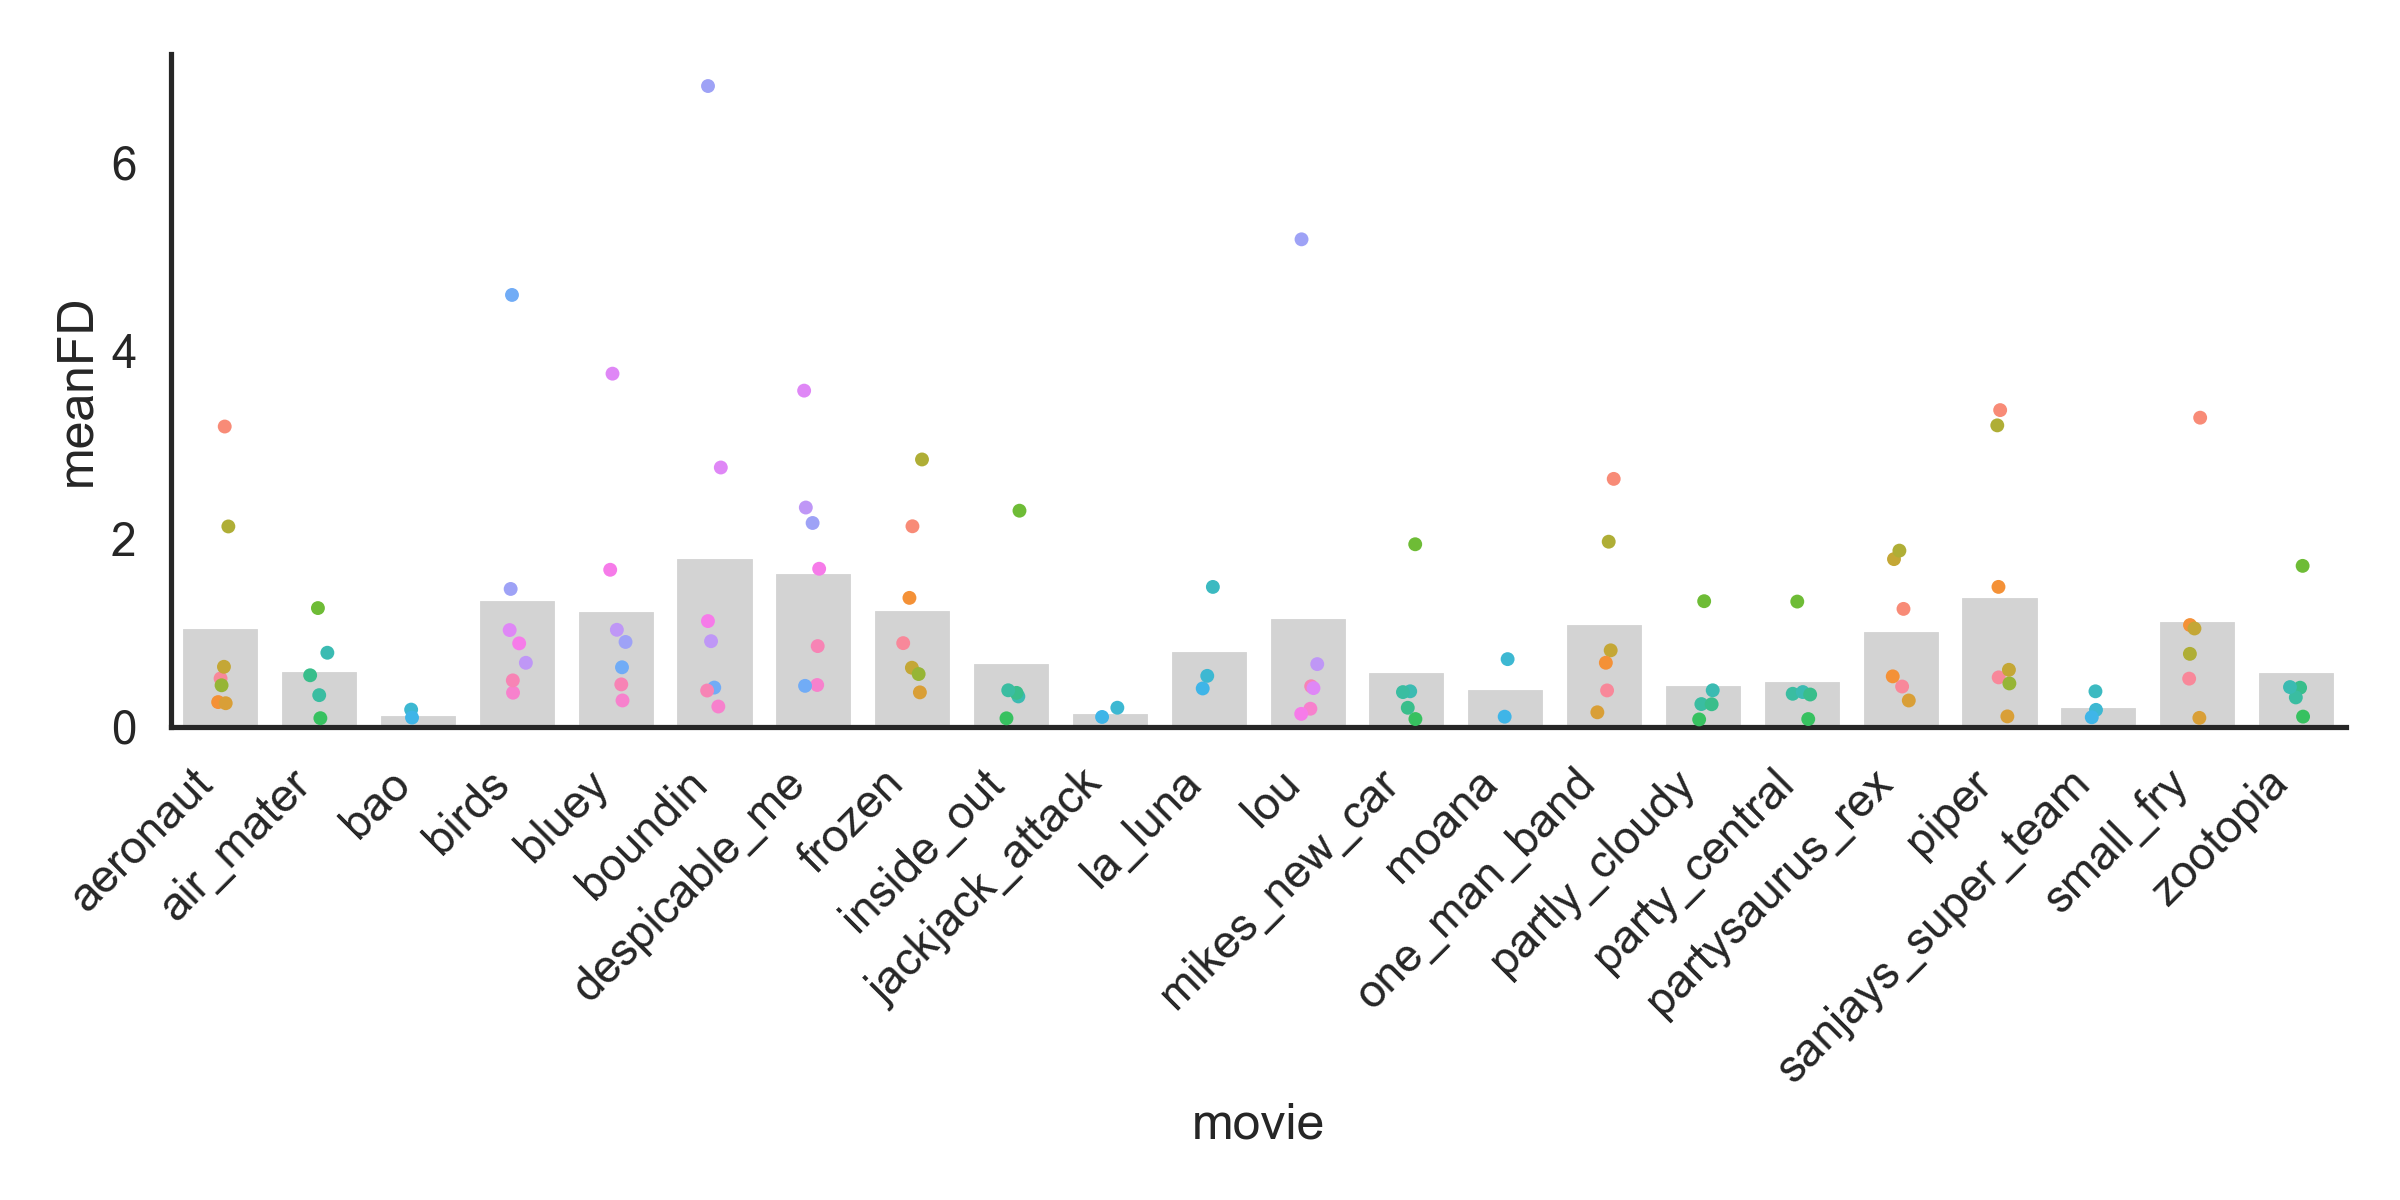 meanFD
6
4
2
0
aeronaut
air_mater
bao
birds
bluey
boundin
despicable_me
frozen
inside_out
jackjack_attack
la_luna
lou
mikes_new_car
moana
one_man_band
partly_cloudy
party_central
partysaurus_rex
piper
sanjays_super_team
small_fry
zootopia
movie